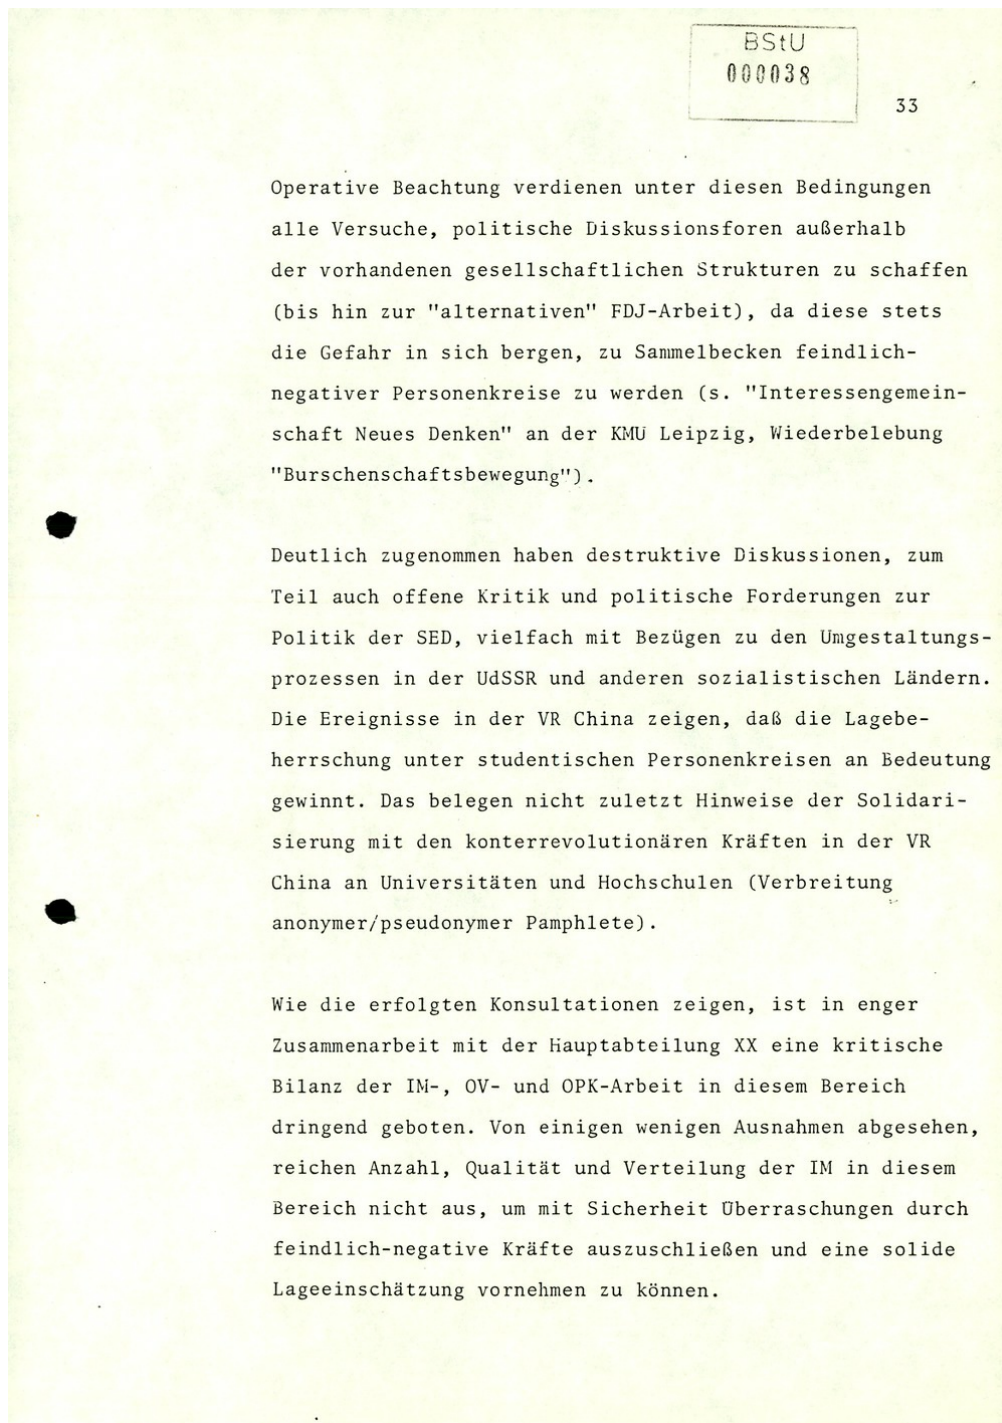 BStU
000038
33
Operative Beachtung verdienen unter diesen Bedingungen
alle Versuche, politische Diskussionsforen außerhalb
der vorhandenen gesellschaftlichen Strukturen zu schaffen
(bis hin zur "alternativen" FDJ-Arbeit), da diese stets
die Gefahr in sich bergen, zu Sammelbecken feindlich-
negativer Personenkreise zu werden (s. "Interessengemein-
schaft Neues Denken" an der KMU Leipzig, Wiederbelebung
"Burschenschaftsbewegung").
Deutlich zugenommen haben destruktive Diskussionen, zum
Teil auch offene Kritik und politische Forderungen zur
Politik der SED, vielfach mit Bezügen zu den Umgestaltungs-
prozessen in der UdSSR und anderen sozialistischen Ländern.
Die Ereignisse in der VR China zeigen, daß die Lagebe-
herrschung unter studentischen Personenkreisen an Bedeutung
gewinnt. Das belegen nicht zuletzt Hinweise der Solidari-
sierung mit den konterrevolutionären Kräften in der VR
China an Universitäten und Hochschulen (Verbreitung
anonymer/pseudonymer Pamphlete).
Wie die erfolgten Konsultationen zeigen, ist in enger
Zusammenarbeit mit der Hauptabteilung XX eine kritische
Bilanz der IM-, OV- und OPK-Arbeit in diesem Bereich
dringend geboten. Von einigen wenigen Ausnahmen abgesehen,
reichen Anzahl, Qualität und Verteilung der IM in diesem
Bereich nicht aus, um mit Sicherheit Überraschungen durch
feindlich-negative Kräfte auszuschließen und eine solide
Lageeinschätzung vornehmen zu können.